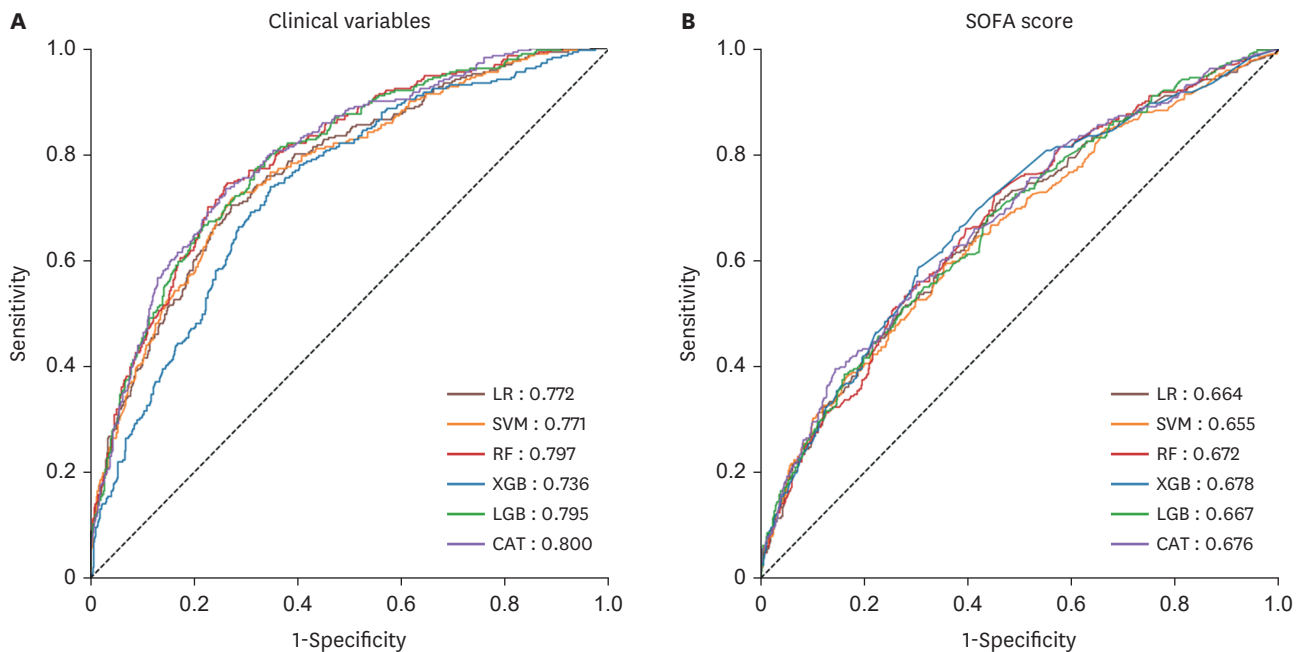 A
Clinical variables
1.0
0.8
0.6
0.4
0.2
0
Sensitivity
LR : 0.772
SVM : 0.771
RF : 0.797
XGB : 0.736
LGB : 0.795
CAT : 0.800
0 0.2 0.4 0.6 0.8 1.0
1-Specificity
B
SOFA score
1.0
0.8
0.6
0.4
0.2
0
Sensitivity
LR : 0.664
SVM : 0.655
RF : 0.672
XGB : 0.678
LGB : 0.667
CAT : 0.676
0 0.2 0.4 0.6 0.8 1.0
1-Specificity